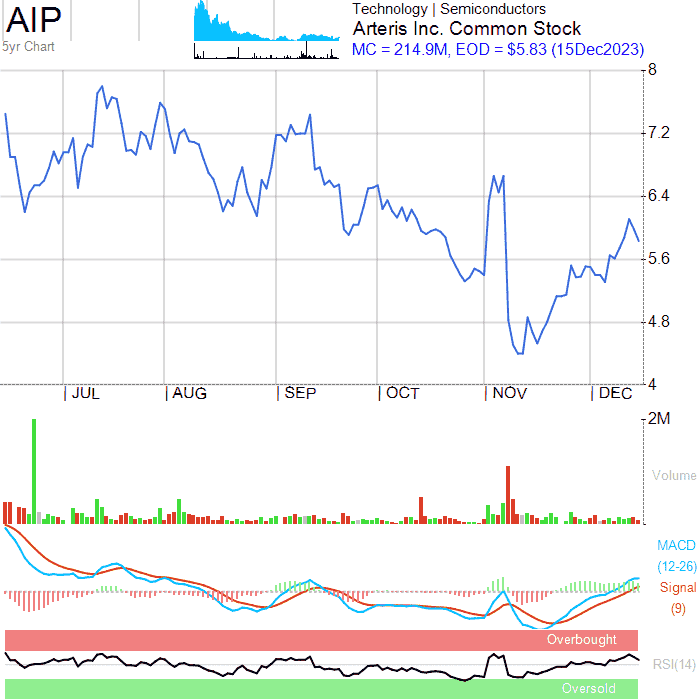 AIP
5yr Chart
Technology | Semiconductors
Arteris Inc. Common Stock
MC = 214.9M, EOD = $5.83 (15Dec2023)
8
7.2
6.4
5.6
4.8
4
JUL AUG SEP OCT NOV DEC
2M
Volume
MACD
(12-26)
Signal
(9)
Overbought
RSI(14)
Oversold